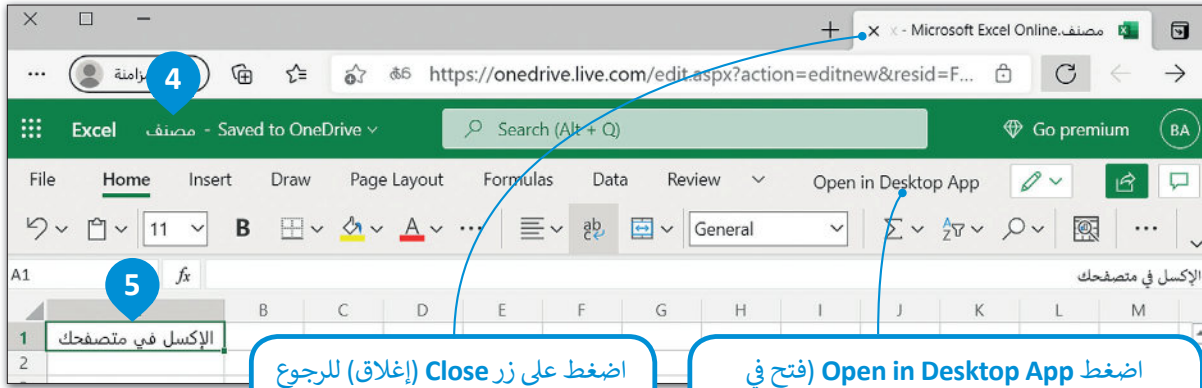 مصنف.Microsoft Excel Online - x
https://onedrive.live.com/edit.aspx?action=editnew&resid=F...
4
Excel مصنف - Saved to OneDrive
Search (Alt + Q)
Go premium
BA
File Home Insert Draw Page Layout Formulas Data Review Open in Desktop App
11 B A ab General
A1 fx الإكسل في متصفحك
5
B C D E F G H I J K L M
1 الإكسل في متصفحك
2
اضغط على زر Close (إغلاق) للرجوع
اضغط Open in Desktop App (فتح في